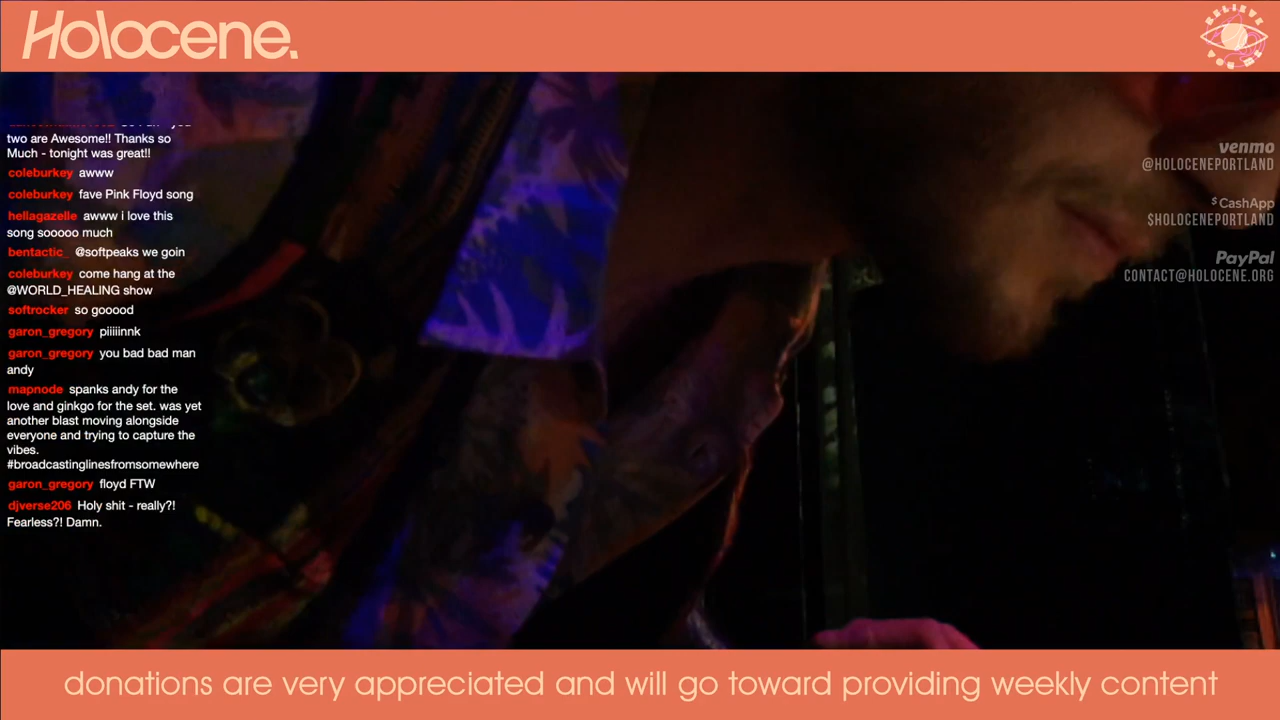 Holocene.
BELIEVE
two are Awesome!! Thanks so
Much - tonight was great!!
coleburkey awww
coleburkey fave Pink Floyd song
hellagazelle awww i love this
song sooooo much
bentactic_ @softpeaks we goin
coleburkey come hang at the
@WORLD_HEALING show
softrocker so gooood
garon_gregory piiiiinnk
garon_gregory you bad bad man
andy
mapnode spanks andy for the
love and ginkgo for the set. was yet
another blast moving alongside
everyone and trying to capture the
vibes.
#broadcastinglinesfromsomewhere
garon_gregory floyd FTW
djverse206 Holy shit - really?!
Fearless?! Damn.
venmo
@HOLOCENEPORTLAND
$CashApp
$HOLOCENEPORTLAND
PayPal
CONTACT@HOLOCENE.ORG
donations are very appreciated and will go toward providing weekly content